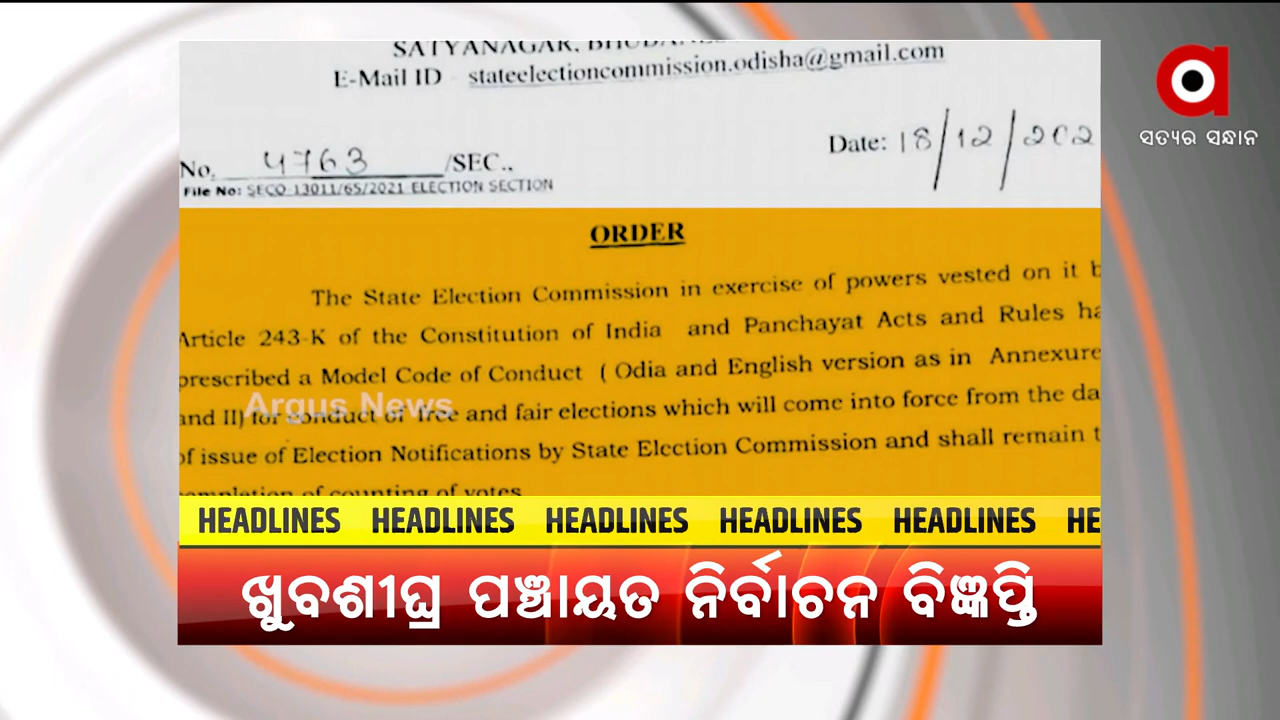 SATYANAGAR,
E-Mail ID - stateelectioncommission.odisha@gmail.com
ସତ୍ୟର ସନ୍ଧାନ
Date: 18/12/202
No. 4763 /SEC.,
File No: SECO-13011/65/2021 ELECTION SECTION
ORDER
The State Election Commission in exercise of powers vested on it
Article 243-K of the Constitution of India and Panchayat Acts and Rules
prescribed a Model Code of Conduct ( Odia and English version as in Annexure
and II) for conduct of free and fair elections which will come into force from the
Argus News
of issue of Election Notifications by State Election Commission and shall remain
completion of counting of votes
HEADLINES HEADLINES HEADLINES HEADLINES HEADLINES HE
ଖୁବଶୀଘ୍ର ପଞ୍ଚାୟତ ନିର୍ବାଚନ ବିଜ୍ଞପ୍ତି